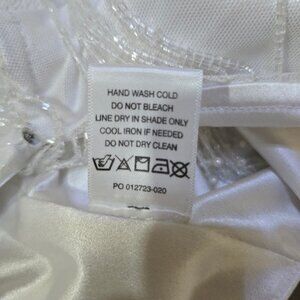 HAND WASH COLD
DO NOT BLEACH
LINE DRY IN SHADE ONLY
COOL IRON IF NEEDED
DO NOT DRY CLEAN
PO 012723-020